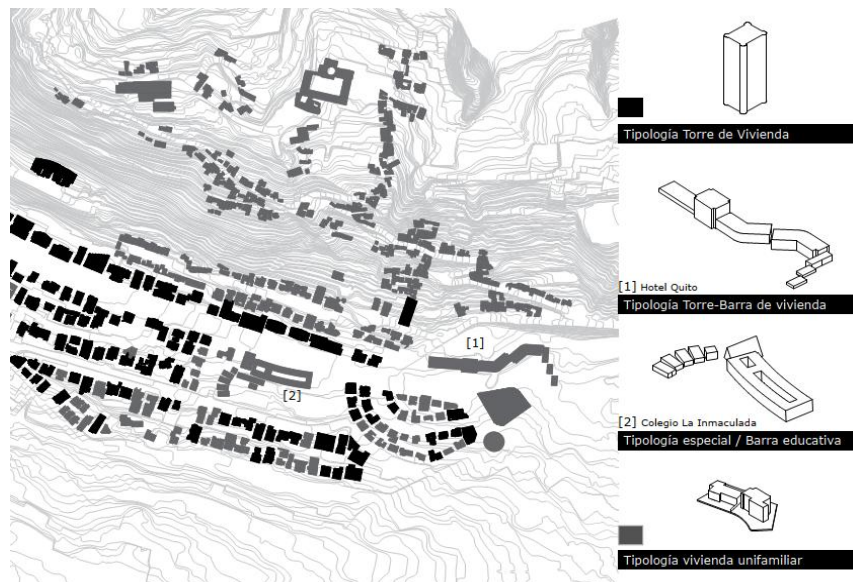 Tipología Torre de Vivienda
[1] Hotel Quito
Tipología Torre-Barra de vivienda
[2] Colegio La Inmaculada
Tipología especial / Barra educativa
Tipología vivienda unifamiliar
[1]
[2]